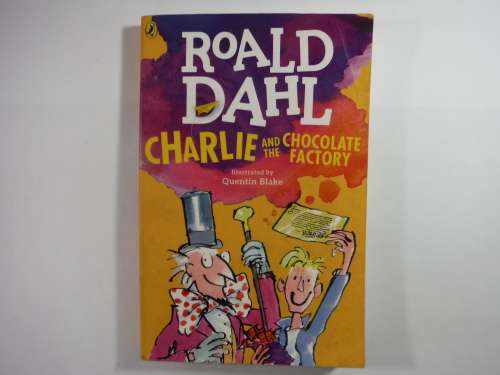 ROALD
DAHL
CHARLIE AND THE CHOCOLATE FACTORY
Illustrated by
Quentin Blake